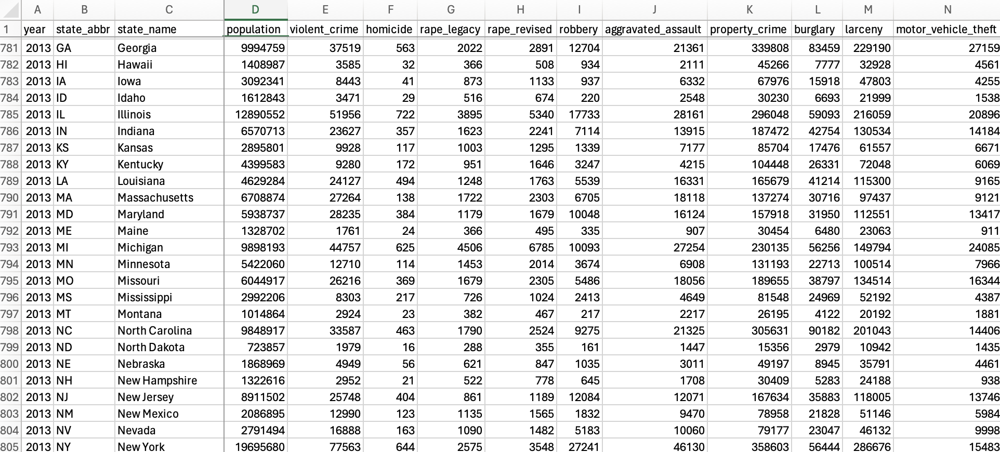 A B C D E F G H I J K L M N
1 year state_abbr state_name population violent_crime homicide rape_legacy rape_revised robbery aggravated_assault property_crime burglary larceny motor_vehicle_theft
781 2013 GA Georgia 9994759 37519 563 2022 2891 12704 21361 339808 83459 229190 27159
782 2013 HI Hawaii 1408987 3585 32 366 508 934 2111 45266 7777 32928 4561
783 2013 IA Iowa 3092341 8443 41 873 1133 937 6332 67976 15918 47803 4255
784 2013 ID Idaho 1612843 3471 29 516 674 220 2548 30230 6693 21999 1538
785 2013 IL Illinois 12890552 51956 722 3895 5340 17733 28161 296048 59093 216059 20896
786 2013 IN Indiana 6570713 23627 357 1623 2241 7114 13915 187472 42754 130534 14184
787 2013 KS Kansas 2895801 9928 117 1003 1295 1339 7177 85704 17476 61557 6671
788 2013 KY Kentucky 4399583 9280 172 951 1646 3247 4215 104448 26331 72048 6069
789 2013 LA Louisiana 4629284 24127 494 1248 1763 5539 16331 165679 41214 115300 9165
790 2013 MA Massachusetts 6708874 27264 138 1722 2303 6705 18118 137274 30716 97437 9121
791 2013 MD Maryland 5938737 28235 384 1179 1679 10048 16124 157918 31950 112551 13417
792 2013 ME Maine 1328702 1761 24 366 495 335 907 30454 6480 23063 911
793 2013 MI Michigan 9898193 44757 625 4506 6785 10093 27254 230135 56256 149794 24085
794 2013 MN Minnesota 5422060 12710 114 1453 2014 3674 6908 131193 22713 100514 7966
795 2013 MO Missouri 6044917 26216 369 1679 2305 5486 18056 189655 38797 134514 16344
796 2013 MS Mississippi 2992206 8303 217 726 1024 2413 4649 81548 24969 52192 4387
797 2013 MT Montana 1014864 2924 23 382 467 217 2217 26195 4122 20192 1881
798 2013 NC North Carolina 9848917 33587 463 1790 2524 9275 21325 305631 90182 201043 14406
799 2013 ND North Dakota 723857 1979 16 288 355 161 1447 15356 2979 10942 1435
800 2013 NE Nebraska 1868969 4949 56 621 847 1035 3011 49197 8945 35791 4461
801 2013 NH New Hampshire 1322616 2952 21 522 778 645 1708 30409 5283 24188 938
802 2013 NJ New Jersey 8911502 25748 404 861 1189 12084 12071 167634 35883 118005 13746
803 2013 NM New Mexico 2086895 12990 123 1135 1565 1832 9470 78958 21828 51146 5984
804 2013 NV Nevada 2791494 16888 163 1090 1482 5183 10060 79177 23047 46132 9998
805 2013 NY New York 19695680 77563 644 2575 3548 27241 46130 358603 56444 286676 15483